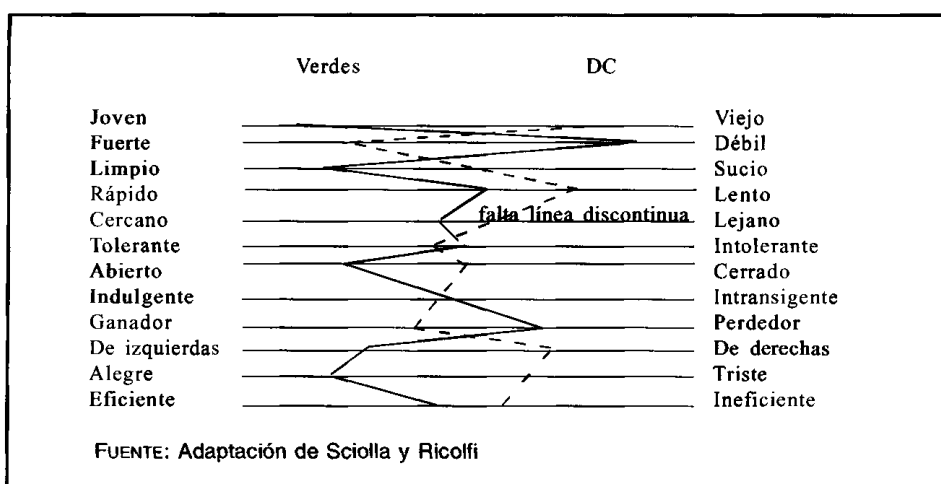 Verdes DC
Joven Viejo
Fuerte Débil
Limpio Sucio
Rápido Lento
Cercano falta línea discontinua Lejano
Tolerante Intolerante
Abierto Cerrado
Indulgente Intransigente
Ganador Perdedor
De izquierdas De derechas
Alegre Triste
Eficiente Ineficiente
FUENTE: Adaptación de Sciolla y Ricolfi